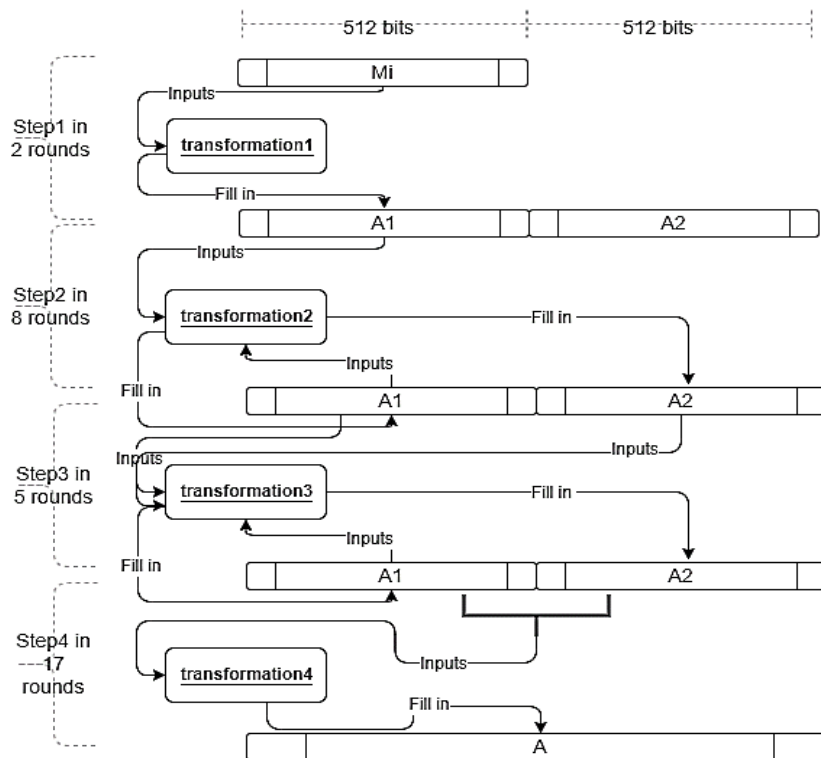 512 bits
512 bits
Mi
Inputs
Step1 in
2 rounds
transformation1
Fill in
A1
A2
Inputs
Step2 in
8 rounds
transformation2
Fill in
Inputs
Fill in
A1
A2
Inputs
Inputs
Step3 in
5 rounds
transformation3
Fill in
Inputs
Fill in
A1
A2
Step4 in
17
rounds
Inputs
transformation4
Fill in
A